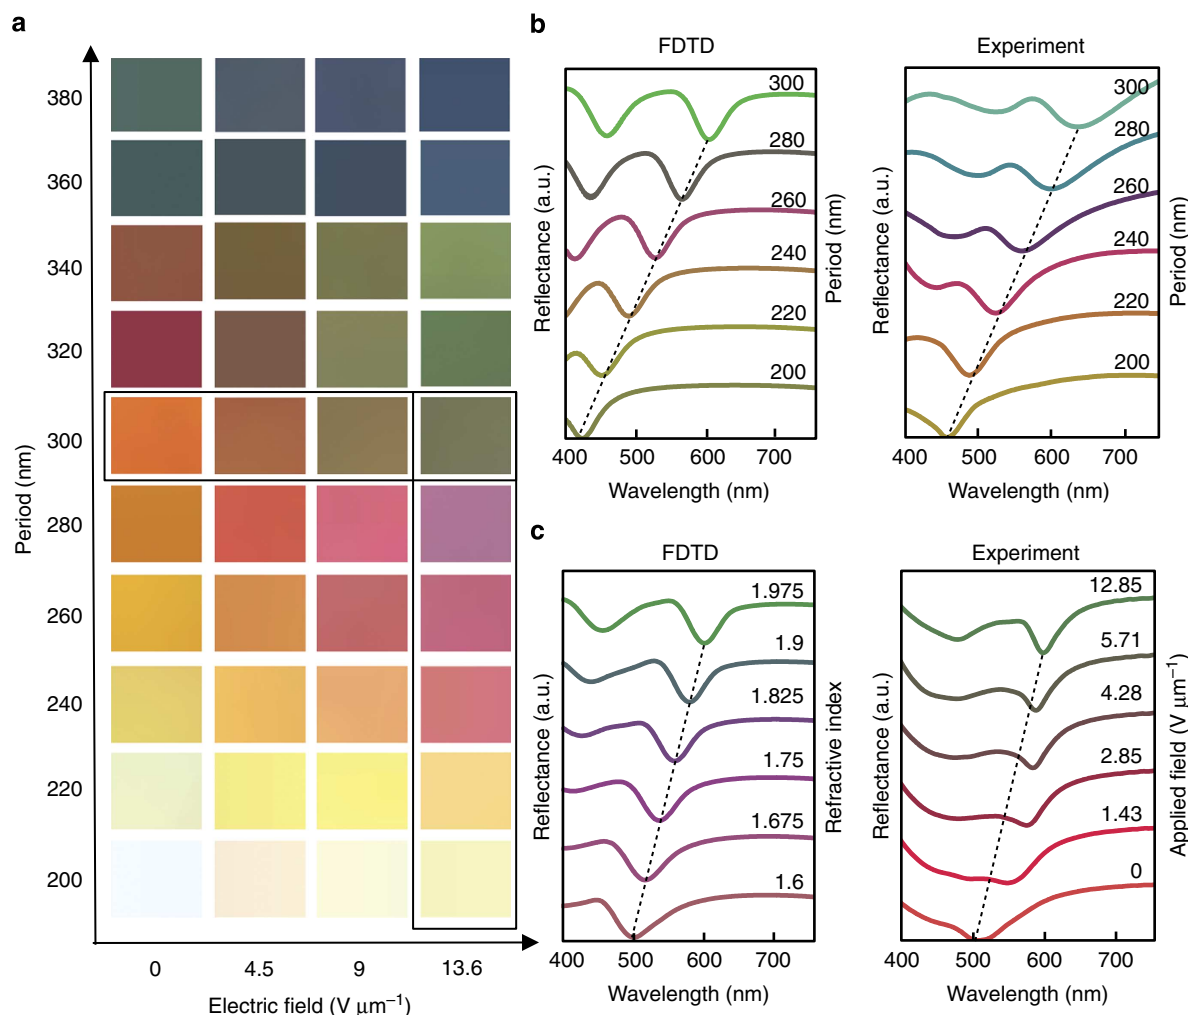 a
Period (nm)
380
360
340
320
300
280
260
240
220
200
0 4.5 9 13.6
Electric field (V μm⁻¹)
b
FDTD
Reflectance (a.u.)
300
280
260
240
220
200
Period (nm)
400 500 600 700
Wavelength (nm)
Experiment
Reflectance (a.u.)
300
280
260
240
220
200
Period (nm)
400 500 600 700
Wavelength (nm)
c
FDTD
Reflectance (a.u.)
1.975
1.9
1.825
1.75
1.675
1.6
Refractive index
400 500 600 700
Wavelength (nm)
Experiment
Reflectance (a.u.)
12.85
5.71
4.28
2.85
1.43
0
Applied field (V μm⁻¹)
400 500 600 700
Wavelength (nm)